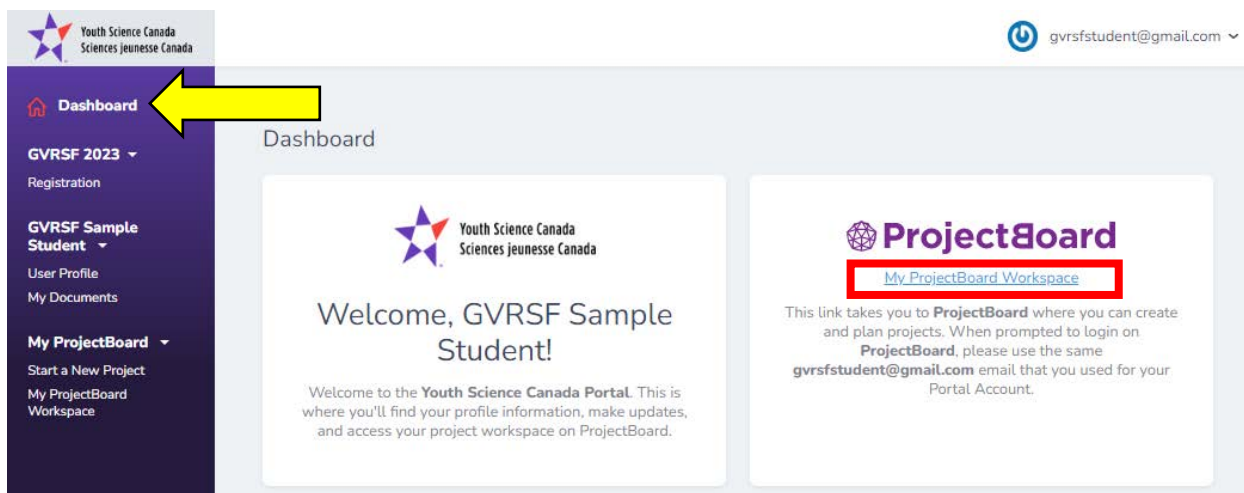 Youth Science Canada
Sciences jeunesse Canada
gvrsfstudent@gmail.com
Dashboard
GVRSF 2023
Registration
GVRSF Sample
Student
User Profile
My Documents
My ProjectBoard
Start a New Project
My ProjectBoard
Workspace
Dashboard
Youth Science Canada
Sciences jeunesse Canada
Welcome, GVRSF Sample
Student!
Welcome to the Youth Science Canada Portal. This is
where you'll find your profile information, make updates,
and access your project workspace on ProjectBoard.
ProjectBoard
My ProjectBoard Workspace
This link takes you to ProjectBoard where you can create
and plan projects. When prompted to login on
ProjectBoard, please use the same
gvrsfstudent@gmail.com email that you used for your
Portal Account.